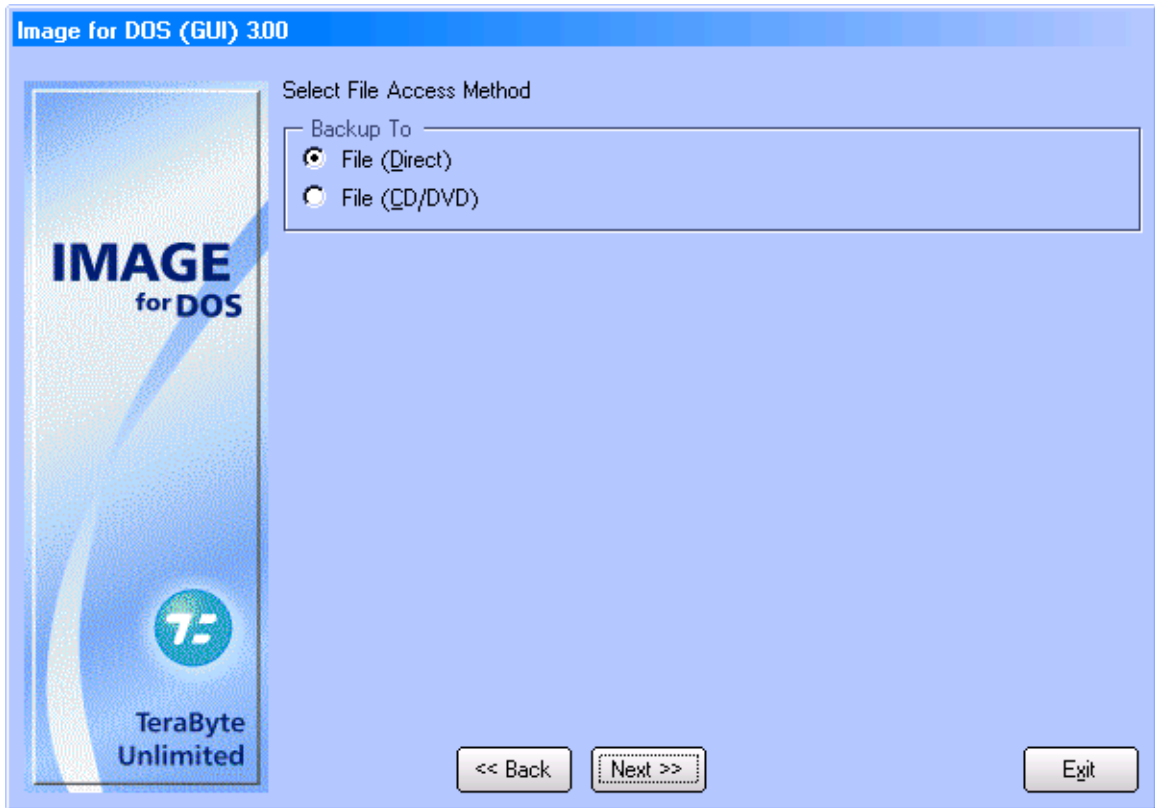 Image for DOS (GUI) 3.00
Select File Access Method
Backup To
File (Direct)
File (CD/DVD)
IMAGE
for DOS
TeraByte
Unlimited
<< Back
Next >>
Exit